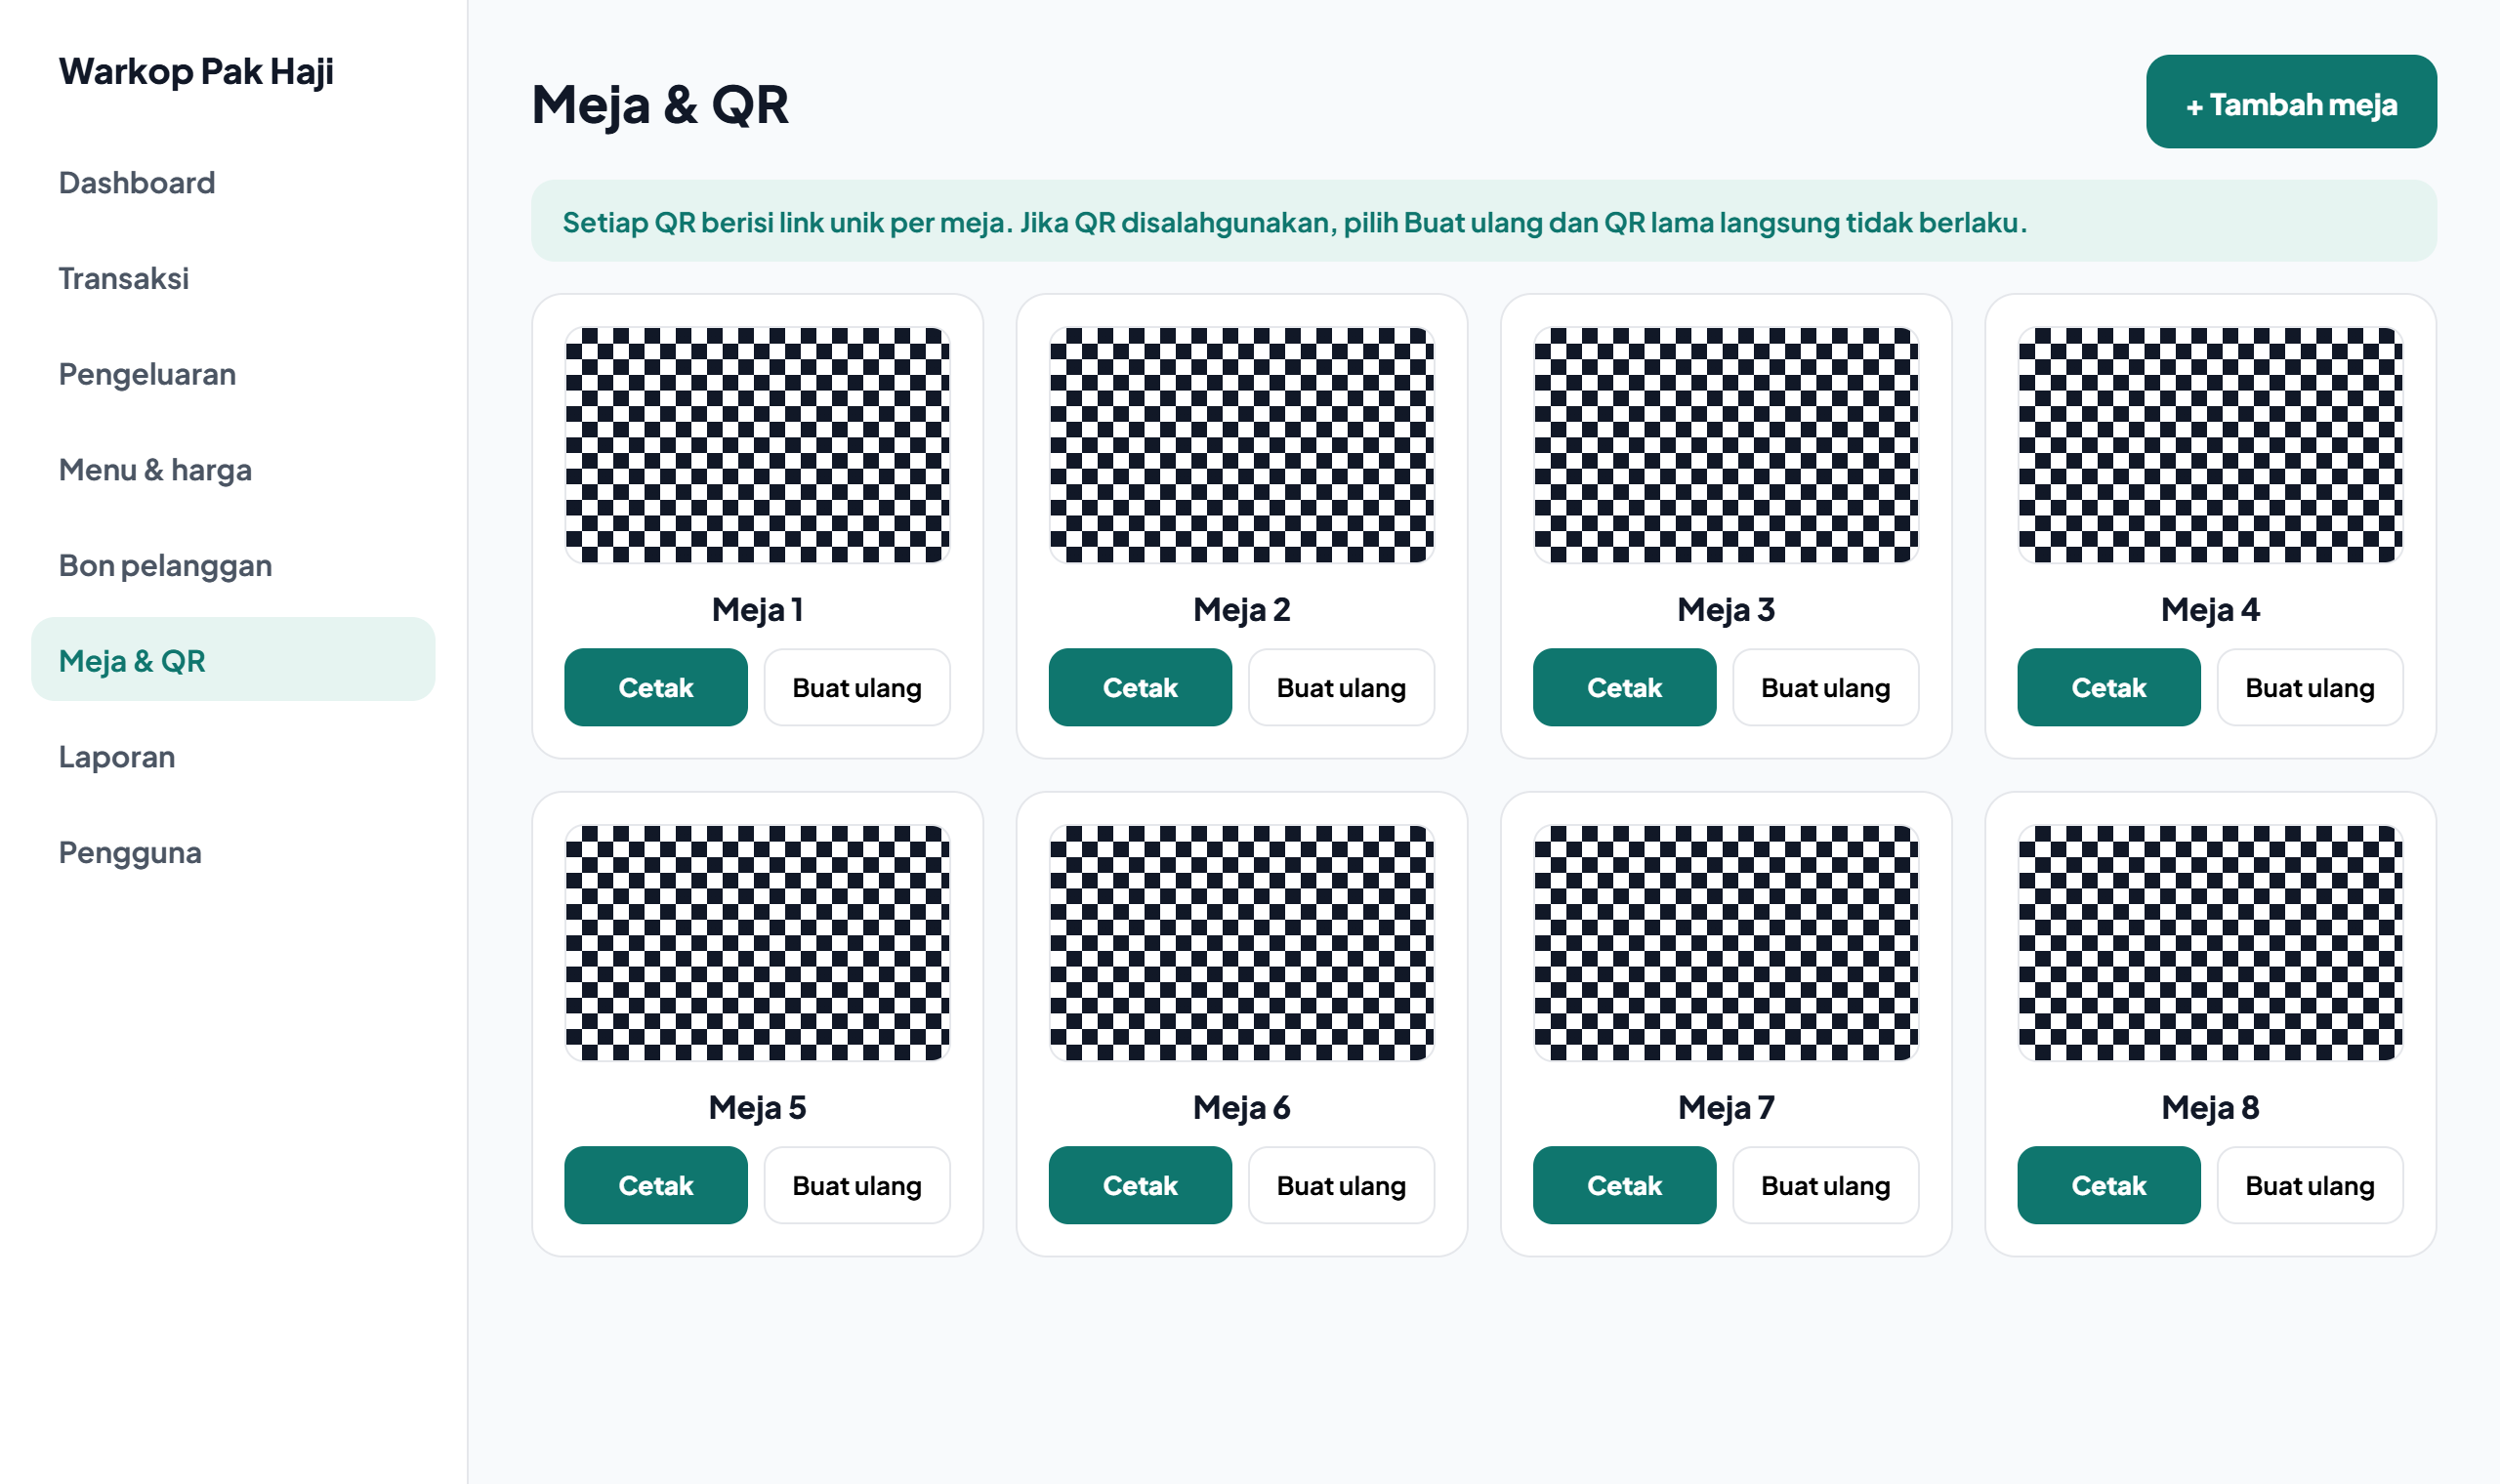 Warkop Pak Haji
Dashboard
Transaksi
Pengeluaran
Menu & harga
Bon pelanggan
Meja & QR
Laporan
Pengguna
Meja & QR
+ Tambah meja
Setiap QR berisi link unik per meja. Jika QR disalahgunakan, pilih Buat ulang dan QR lama langsung tidak berlaku.
Meja 1
Cetak
Buat ulang
Meja 2
Cetak
Buat ulang
Meja 3
Cetak
Buat ulang
Meja 4
Cetak
Buat ulang
Meja 5
Cetak
Buat ulang
Meja 6
Cetak
Buat ulang
Meja 7
Cetak
Buat ulang
Meja 8
Cetak
Buat ulang